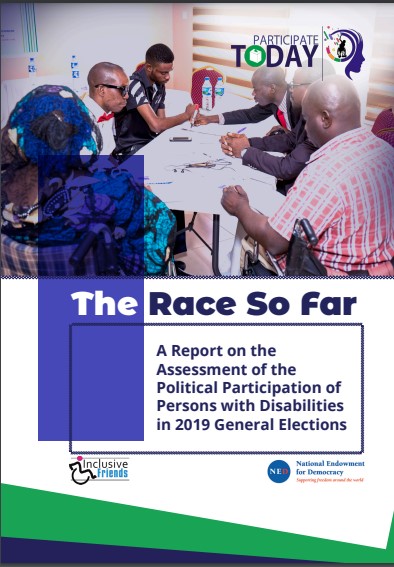 PARTICIPATE
TODAY
The Race So Far
A Report on the
Assessment of the
Political Participation of
Persons with Disabilities
in 2019 General Elections
Inclusive
Friends
NED
National Endowment
for Democracy
Supporting freedom around the world